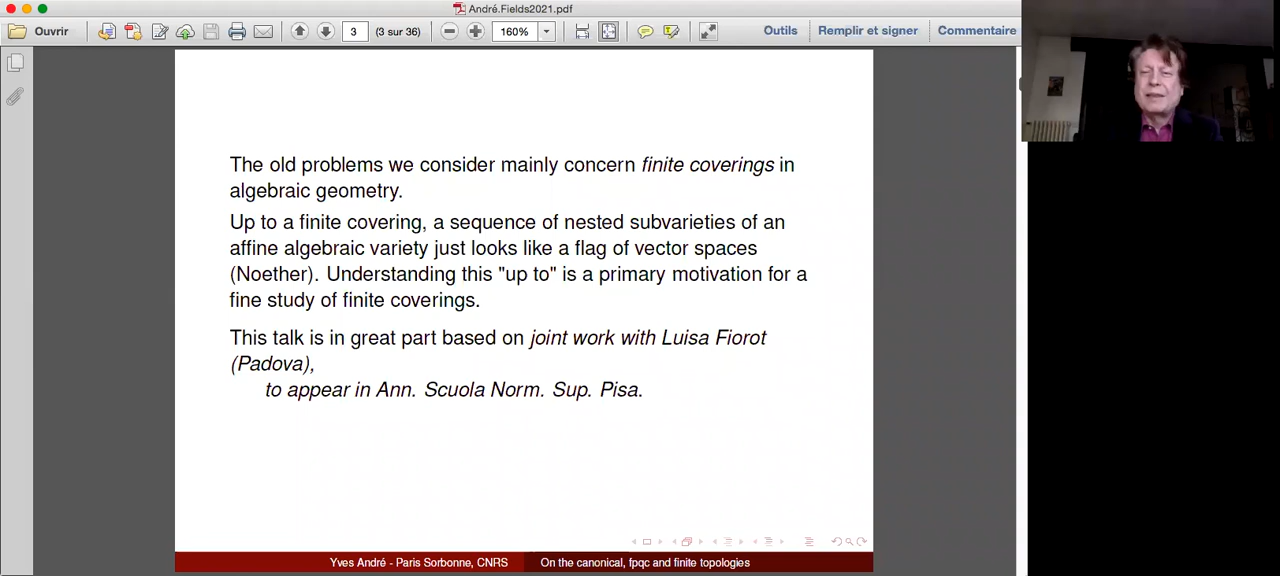 André.Fields2021.pdf
Ouvrir
3
(3 sur 36)
160%
Outils
Remplir et signer
Commentaire
The old problems we consider mainly concern finite coverings in
algebraic geometry.
Up to a finite covering, a sequence of nested subvarieties of an
affine algebraic variety just looks like a flag of vector spaces
(Noether). Understanding this "up to" is a primary motivation for a
fine study of finite coverings.
This talk is in great part based on joint work with Luisa Fiorot
(Padova),
to appear in Ann. Scuola Norm. Sup. Pisa.
Yves André - Paris Sorbonne, CNRS
On the canonical, fpqc and finite topologies